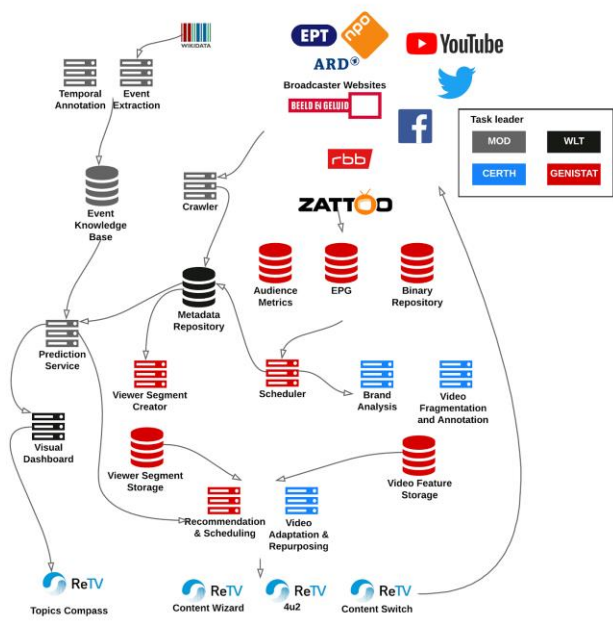 WIKIDATA
EPT
npo
ARD
YouTube
Broadcaster Websites
BEELD EN GELUID
Temporal
Annotation
Event
Extraction
Task leader
MOD
WLT
CERTH
GENISTAT
rbb
Crawler
ZATTOO
Event
Knowledge
Base
Metadata
Repository
Audience
Metrics
EPG
Binary
Repository
Prediction
Service
Viewer Segment
Creator
Scheduler
Brand
Analysis
Video
Fragmentation
and Annotation
Visual
Dashboard
Viewer Segment
Storage
Video Feature
Storage
Recommendation
& Scheduling
Video
Adaptation &
Repurposing
ReTV
Topics Compass
ReTV
Content Wizard
ReTV
4u2
ReTV
Content Switch